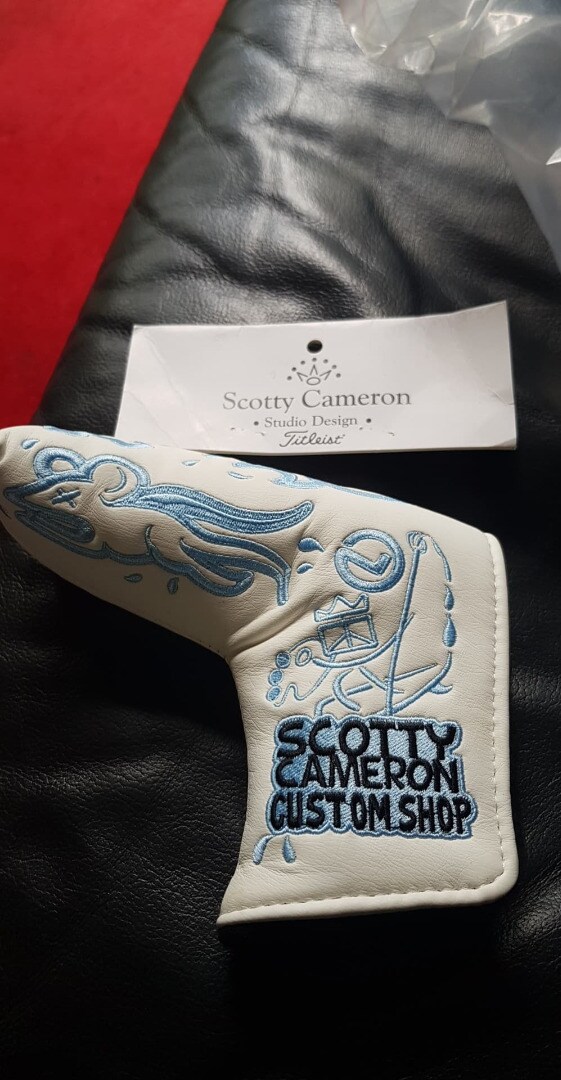 Scotty Cameron
• Studio Design •
Titleist
SCOTTY
CAMERON
CUSTOM SHOP